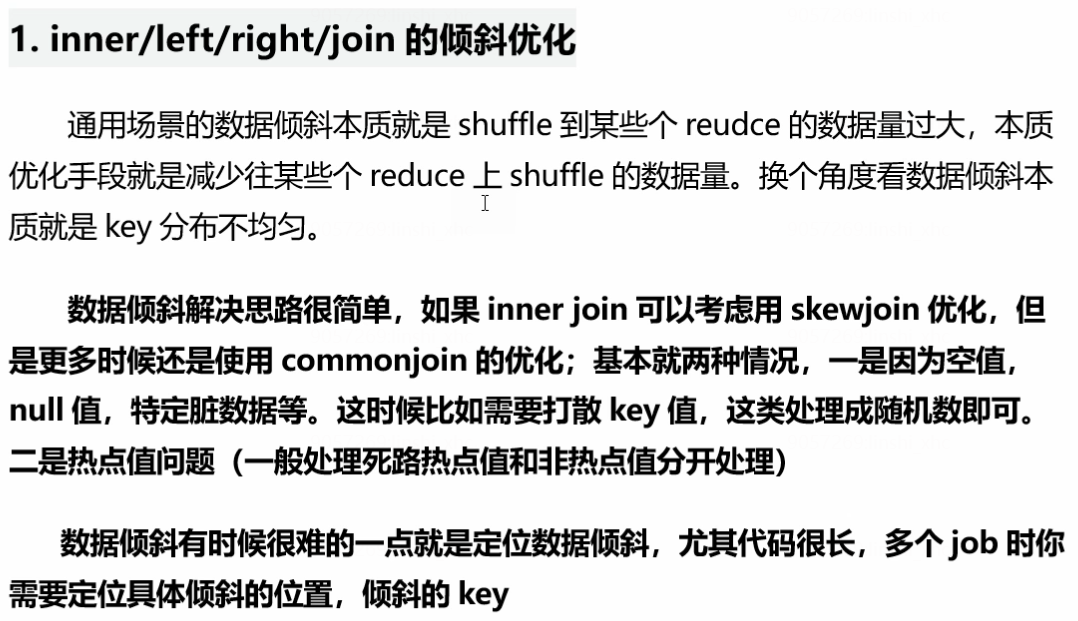 1. inner/left/right/join 的倾斜优化
通用场景的数据倾斜本质就是 shuffle 到某些个 reudce 的数据量过大，本质
优化手段就是减少往某些个 reduce 上 shuffle 的数据量。换个角度看数据倾斜本
质就是 key 分布不均匀。
数据倾斜解决思路很简单，如果 inner join 可以考虑用 skewjoin 优化，但
是更多时候还是使用 commonjoin 的优化；基本就两种情况，一是因为空值，
null 值，特定脏数据等。这时候比如需要打散 key 值，这类处理成随机数即可。
二是热点值问题（一般处理死路热点值和非热点值分开处理）
数据倾斜有时候很难的一点就是定位数据倾斜，尤其代码很长，多个 job 时你
需要定位具体倾斜的位置，倾斜的 key